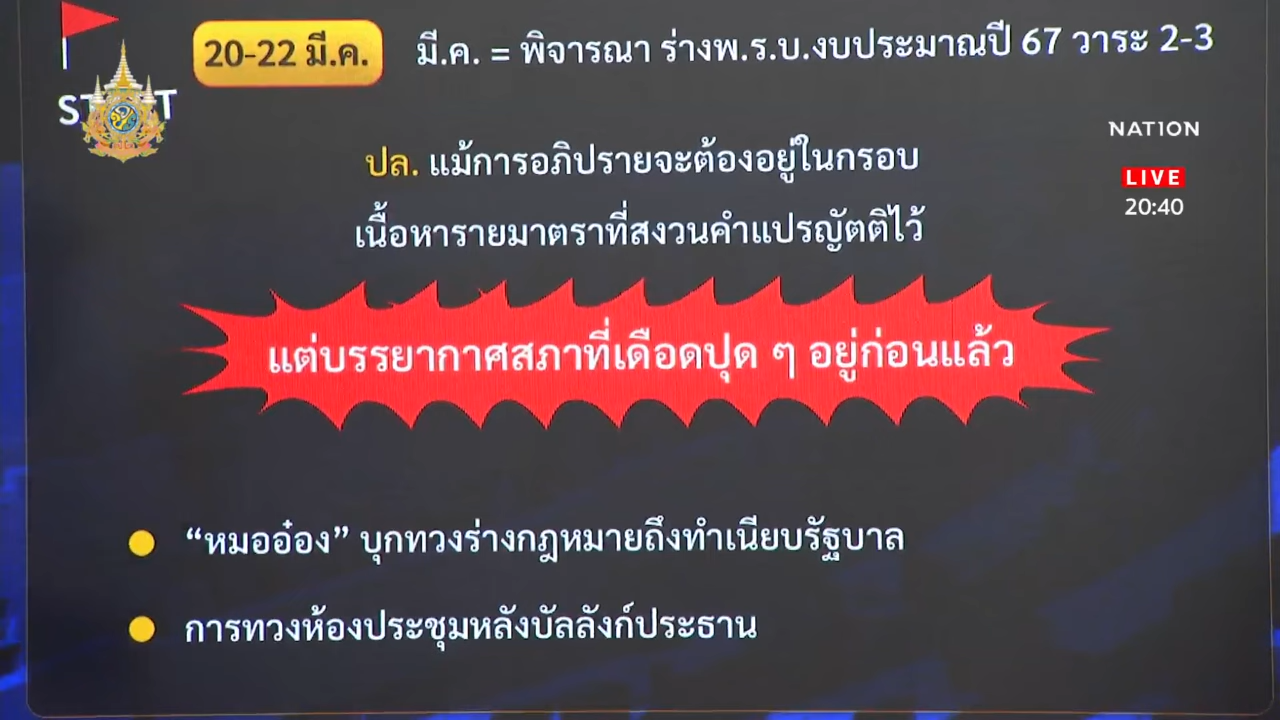 20-22 มี.ค.
มี.ค. = พิจารณา ร่างพ.ร.บ.งบประมาณปี 67 วาระ 2-3
NATION
LIVE
20:40
ปล. แม้การอภิปรายจะต้องอยู่ในกรอบ
เนื้อหารายมาตราที่สงวนคำแปรญัตติไว้
แต่บรรยากาศสภาที่เดือดปุด ๆ อยู่ก่อนแล้ว
“หมออ๋อง” บุกทวงร่างกฎหมายถึงทำเนียบรัฐบาล
การทวงห้องประชุมหลังบัลลังก์ประธาน